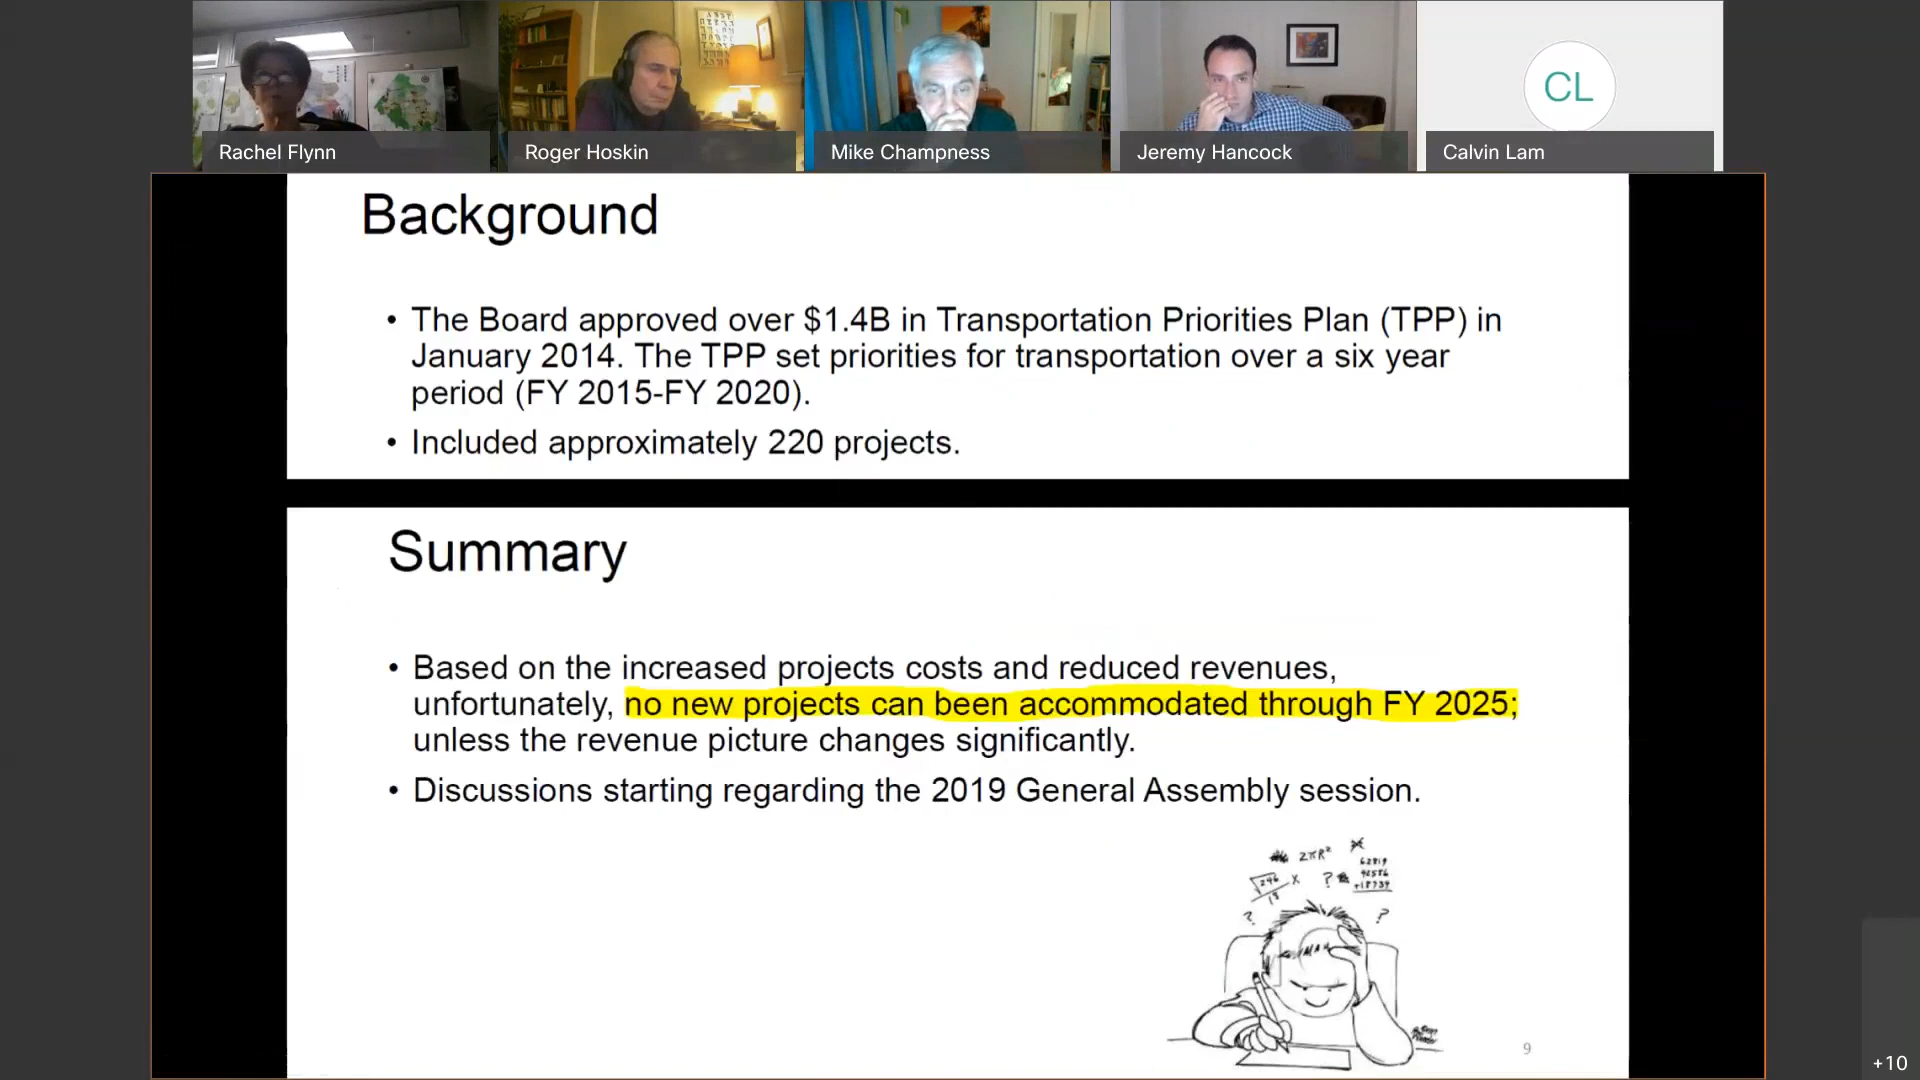 Rachel Flynn
Roger Hoskin
Mike Champness
Jeremy Hancock
CL
Calvin Lam
Background
• The Board approved over $1.4B in Transportation Priorities Plan (TPP) in
January 2014. The TPP set priorities for transportation over a six year
period (FY 2015-FY 2020).
• Included approximately 220 projects.
Summary
• Based on the increased projects costs and reduced revenues,
unfortunately, no new projects can been accommodated through FY 2025;
unless the revenue picture changes significantly.
• Discussions starting regarding the 2019 General Assembly session.
2πR²
246
X
?
?
?
9
+10